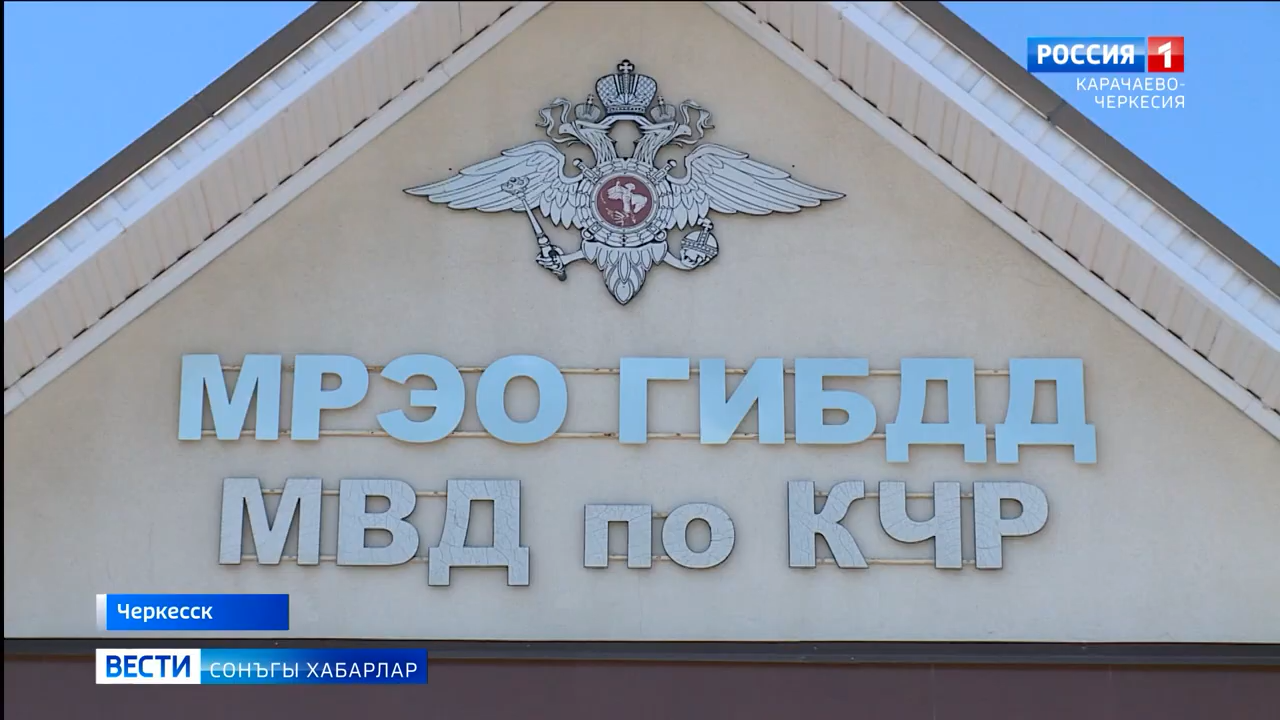 РОССИЯ 1
КАРАЧАЕВО-
ЧЕРКЕСИЯ
МРЭО ГИБДД
МВД по КЧР
Черкесск
ВЕСТИ СОНЪГЫ ХАБАРЛАР